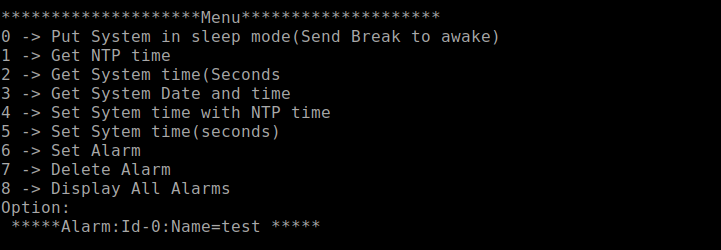 ********************Menu********************
0 -> Put System in sleep mode(Send Break to awake)
1 -> Get NTP time
2 -> Get System time(Seconds
3 -> Get System Date and time
4 -> Set Sytem time with NTP time
5 -> Set Sytem time(seconds)
6 -> Set Alarm
7 -> Delete Alarm
8 -> Display All Alarms
Option:
*****Alarm:Id-0:Name=test *****